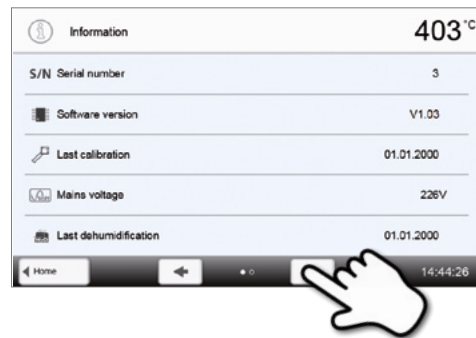 Information 403 °C
S/N Serial number 3
Software version V1.03
Last calibration 01.01.2000
Mains voltage 226V
Last dehumidification 01.01.2000
Home 14:44:26